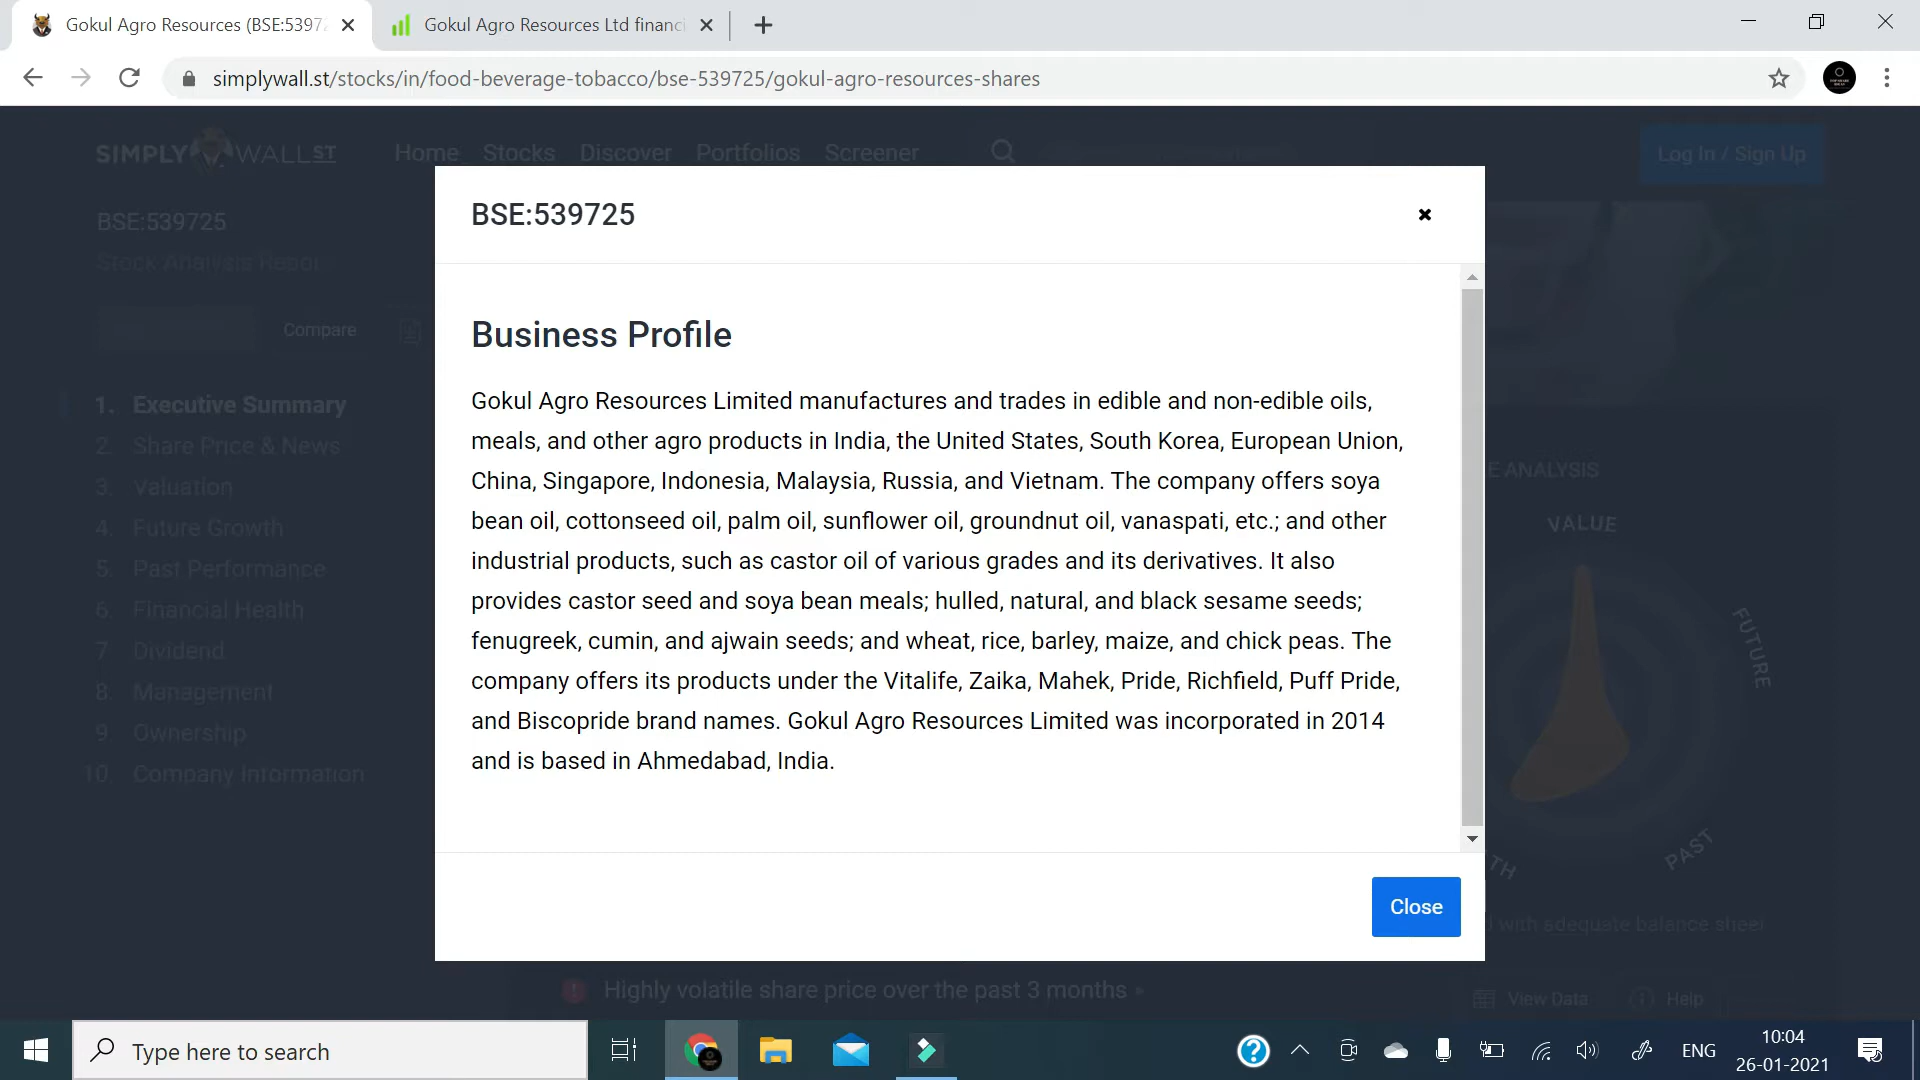 Gokul Agro Resources (BSE:5397
Gokul Agro Resources Ltd financi
simplywall.st/stocks/in/food-beverage-tobacco/bse-539725/gokul-agro-resources-shares
SIMPLY WALL ST
Home Stocks Discover Portfolios Screener
Log In / Sign Up
BSE:539725
Stock Analysis Repor
Compare
1. Executive Summary
2. Share Price & News
3. Valuation
4. Future Growth
5. Past Performance
6. Financial Health
7 Dividend
8. Management
9. Ownership
10. Company Information
BSE:539725
Business Profile
Gokul Agro Resources Limited manufactures and trades in edible and non-edible oils,
meals, and other agro products in India, the United States, South Korea, European Union,
China, Singapore, Indonesia, Malaysia, Russia, and Vietnam. The company offers soya
bean oil, cottonseed oil, palm oil, sunflower oil, groundnut oil, vanaspati, etc.; and other
industrial products, such as castor oil of various grades and its derivatives. It also
provides castor seed and soya bean meals; hulled, natural, and black sesame seeds;
fenugreek, cumin, and ajwain seeds; and wheat, rice, barley, maize, and chick peas. The
company offers its products under the Vitalife, Zaika, Mahek, Pride, Richfield, Puff Pride,
and Biscopride brand names. Gokul Agro Resources Limited was incorporated in 2014
and is based in Ahmedabad, India.
Close
E ANALYSIS
VALUE
FUTURE
PAST
TH
with adequate balance sheet
Highly volatile share price over the past 3 months
View Data
Help
Type here to search
ENG
10:04
26-01-2021